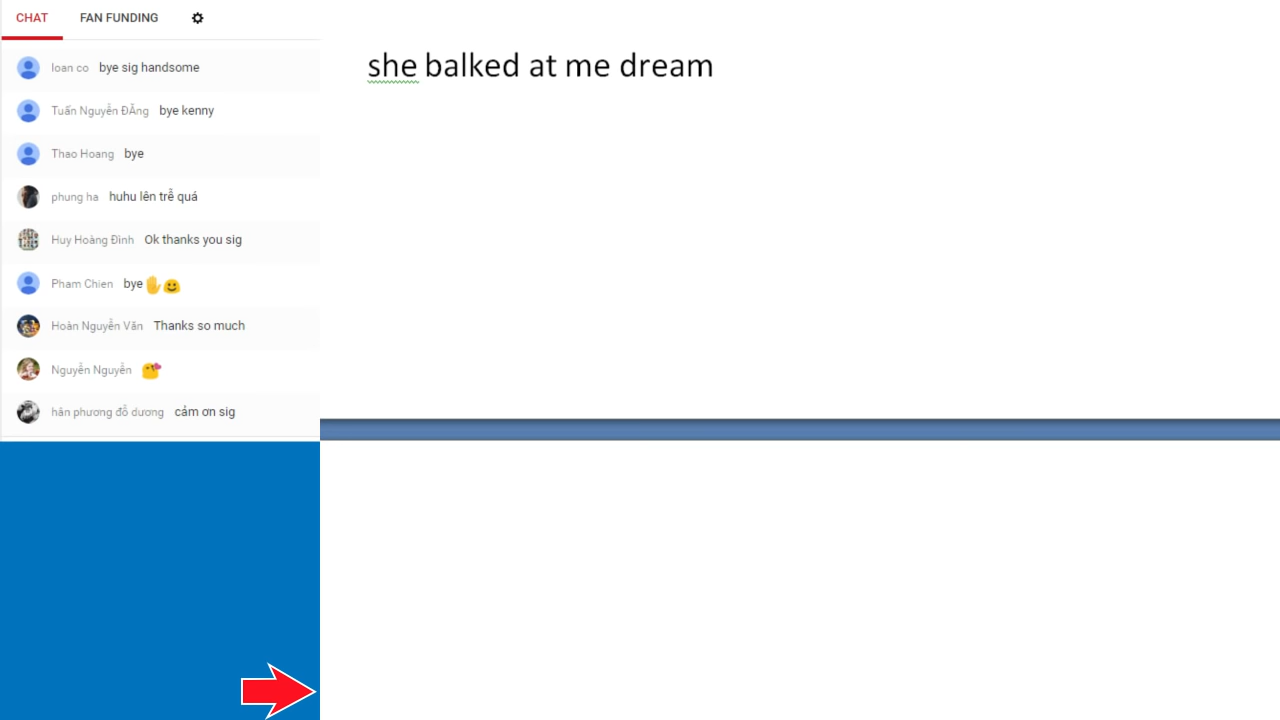 CHAT FAN FUNDING
loan co bye sig handsome
Tuấn Nguyễn ĐẶng bye kenny
Thao Hoang bye
phung ha huhu lên trễ quá
Huy Hoàng Đình Ok thanks you sig
Pham Chien bye
Hoàn Nguyễn Văn Thanks so much
Nguyễn Nguyễn
hân phương đỗ dương cảm ơn sig
she balked at me dream